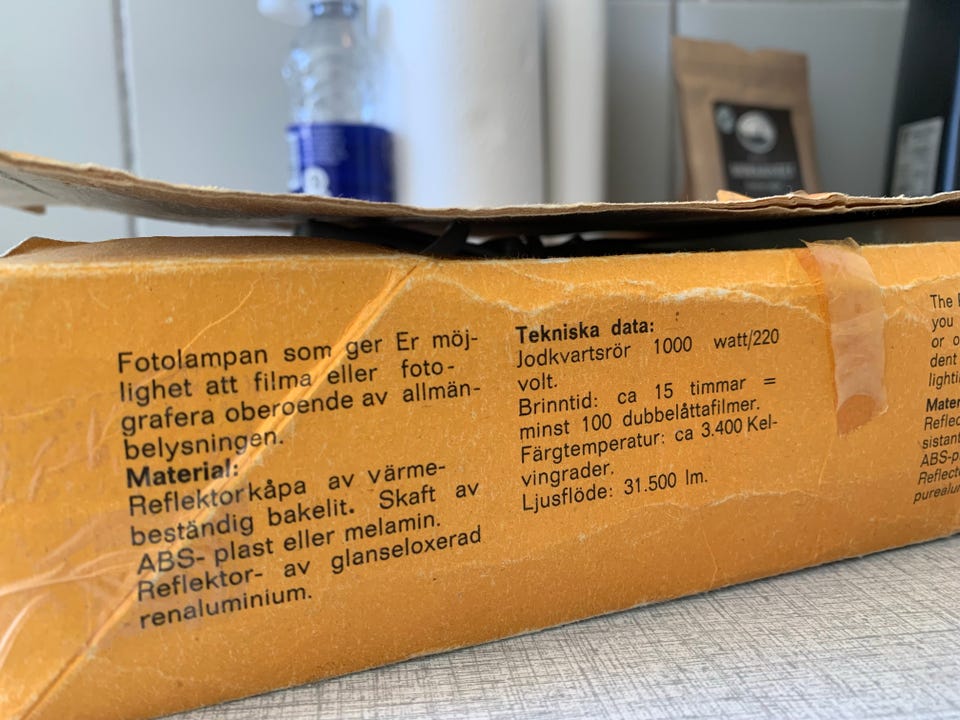 Fotolampan som ger Er möj-
lighet att filma eller foto-
grafera oberoende av allmän-
belysningen.
Material:
Reflektorkåpa av värme-
beständig bakelit. Skaft av
ABS- plast eller melamin.
Reflektor- av glanseloxerad
renaluminium.
Tekniska data:
Jodkvartsrör 1000 watt/220
volt.
Brinntid: ca 15 timmar =
minst 100 dubbelåttafilmer.
Färgtemperatur: ca 3.400 Kel-
vingrader.
Ljusflöde: 31.500 lm.
The
you
or
dent
lighti
Mater
Reflec
sistant
ABS-p
Reflect
purealu